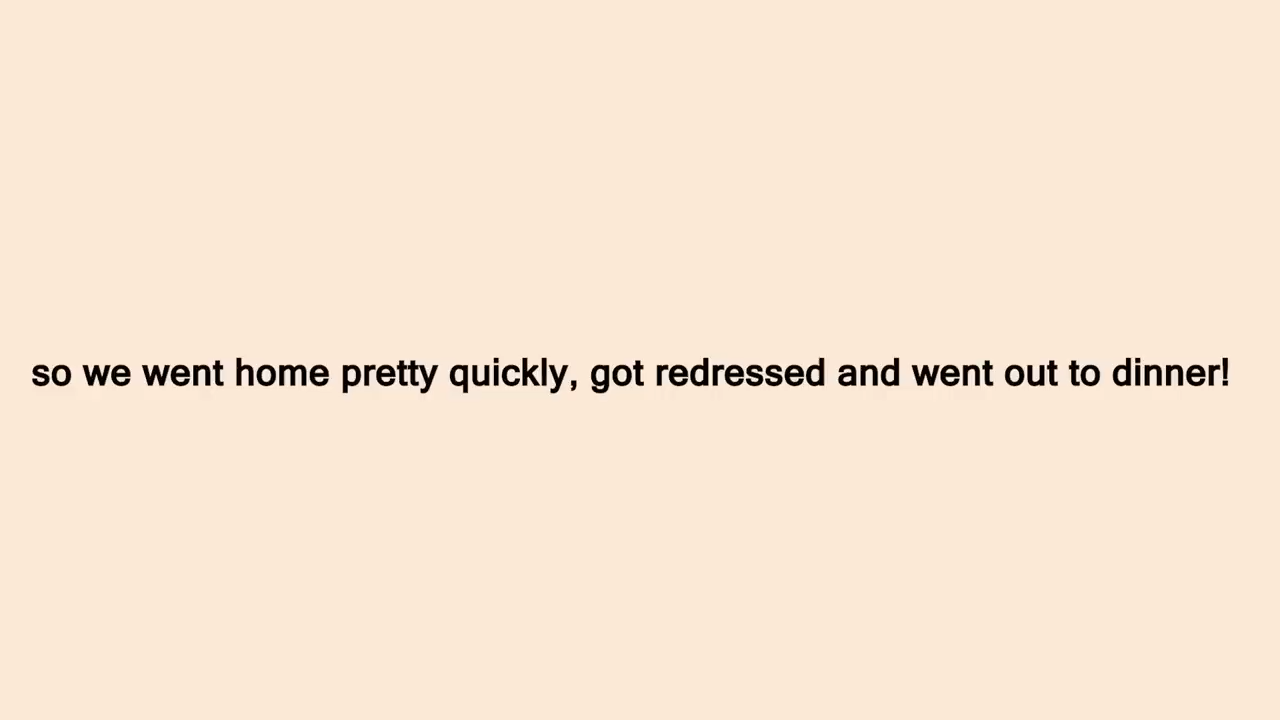 so we went home pretty quickly, got redressed and went out to dinner!